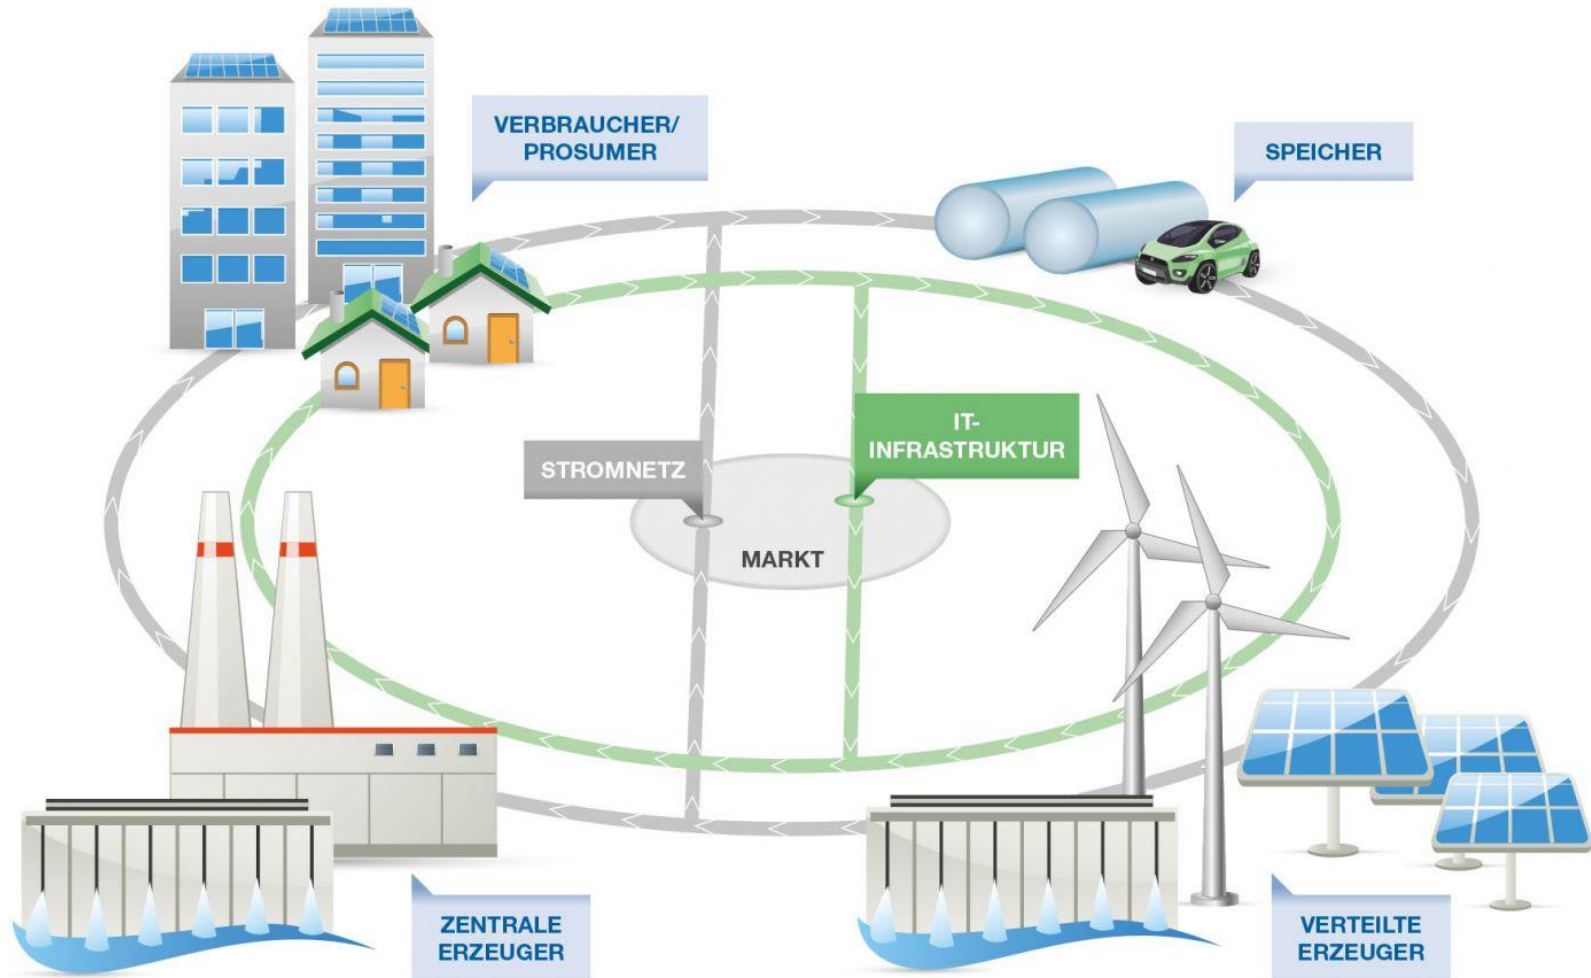 VERBRAUCHER/
PROSUMER
SPEICHER
IT-
INFRASTRUKTUR
STROMNETZ
MARKT
ZENTRALE
ERZEUGER
VERTEILTE
ERZEUGER